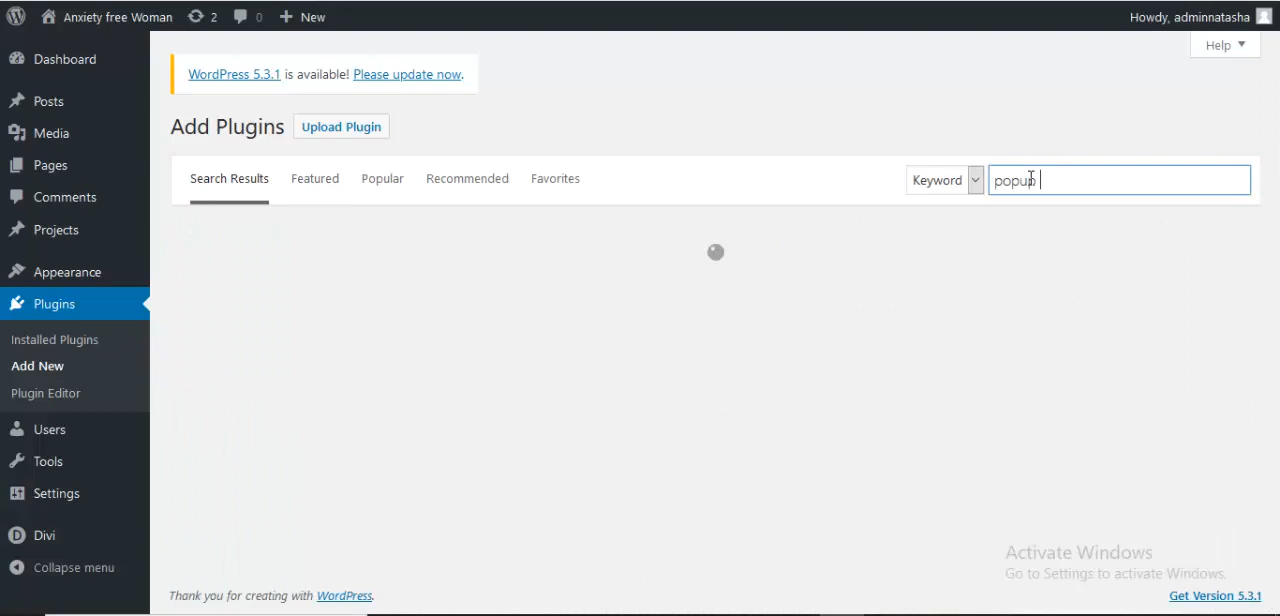 Anxiety free Woman 2 0 New Howdy, adminnatasha
Help
Dashboard
WordPress 5.3.1 is available! Please update now.
Posts
Media
Pages
Comments
Projects
Appearance
Plugins
Installed Plugins
Add New
Plugin Editor
Users
Tools
Settings
Divi
Collapse menu
Add Plugins Upload Plugin
Search Results Featured Popular Recommended Favorites Keyword popup
Activate Windows
Go to Settings to activate Windows.
Thank you for creating with WordPress. Get Version 5.3.1